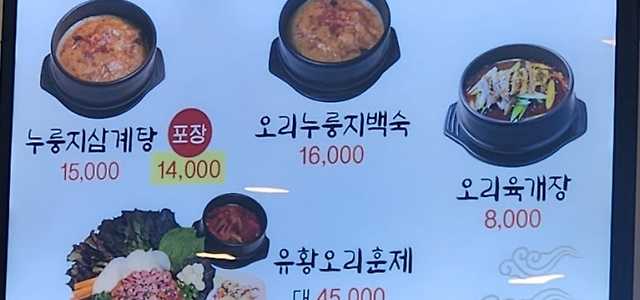 누룽지삼계탕
15,000
포장
14,000
오리누룽지백숙
16,000
오리육개장
8,000
유황오리훈제
대 45,000